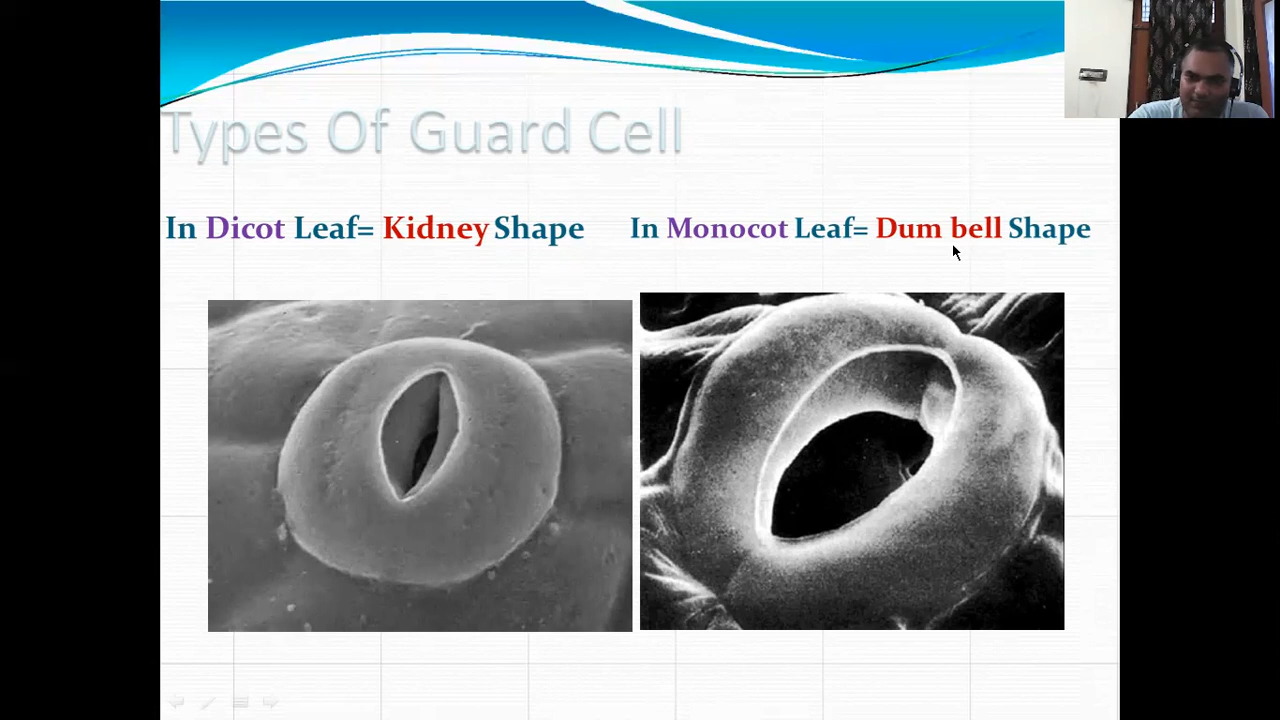 Types Of Guard Cell
In Dicot Leaf= Kidney Shape
In Monocot Leaf= Dum bell Shape